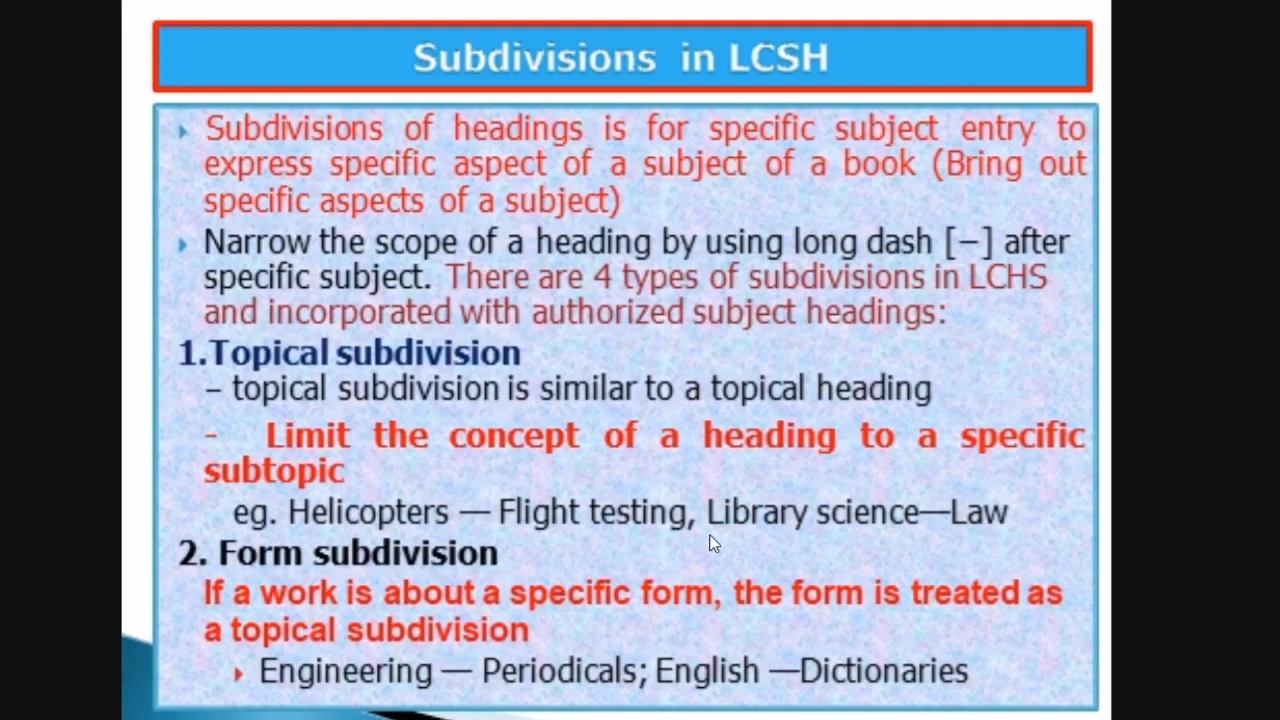 Subdivisions in LCSH
Subdivisions of headings is for specific subject entry to
express specific aspect of a subject of a book (Bring out
specific aspects of a subject)
Narrow the scope of a heading by using long dash [–] after
specific subject. There are 4 types of subdivisions in LCHS
and incorporated with authorized subject headings:
1.Topical subdivision
– topical subdivision is similar to a topical heading
- Limit the concept of a heading to a specific
subtopic
eg. Helicopters — Flight testing, Library science—Law
2. Form subdivision
If a work is about a specific form, the form is treated as
a topical subdivision
Engineering — Periodicals; English —Dictionaries